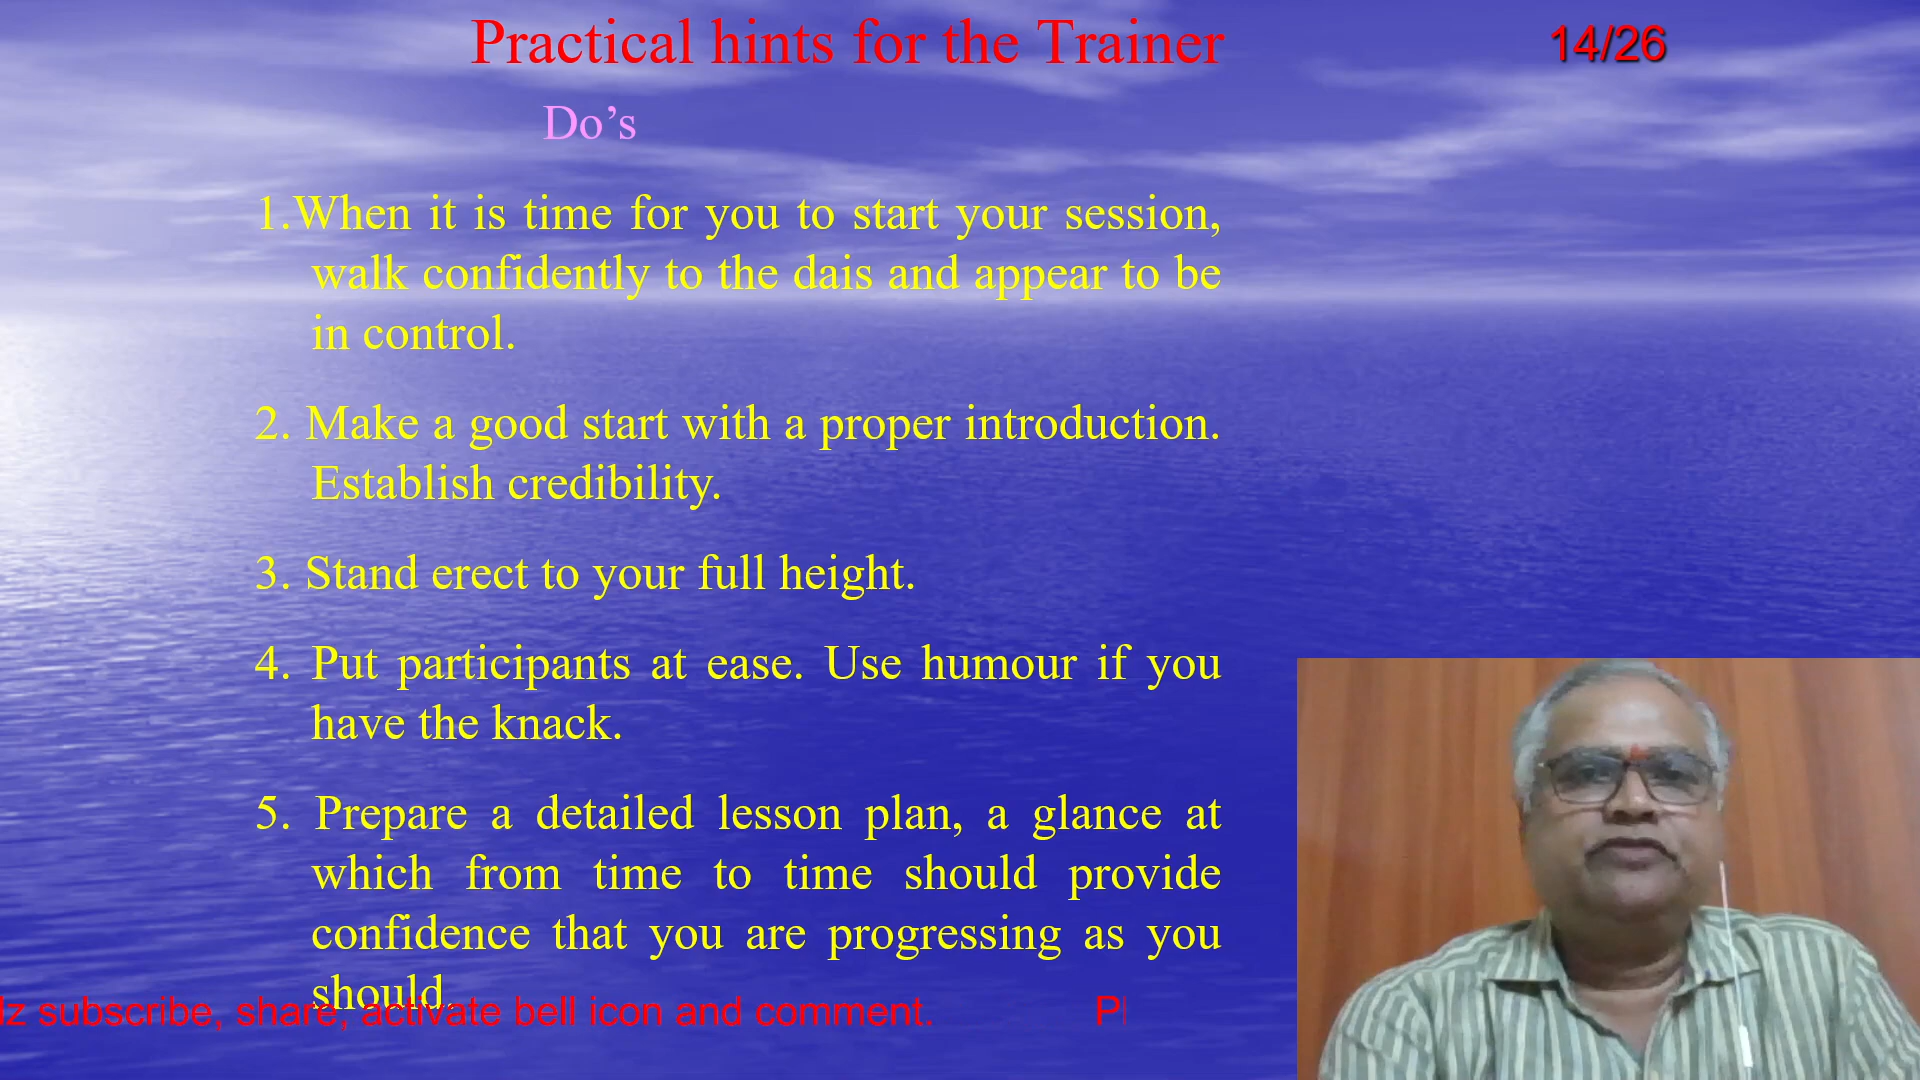 Practical hints for the Trainer
14/26
Do’s
1.When it is time for you to start your session,
walk confidently to the dais and appear to be
in control.
2. Make a good start with a proper introduction.
Establish credibility.
3. Stand erect to your full height.
4. Put participants at ease. Use humour if you
have the knack.
5. Prepare a detailed lesson plan, a glance at
which from time to time should provide
confidence that you are progressing as you
should.
lz subscribe, share, activate bell icon and comment. Pl